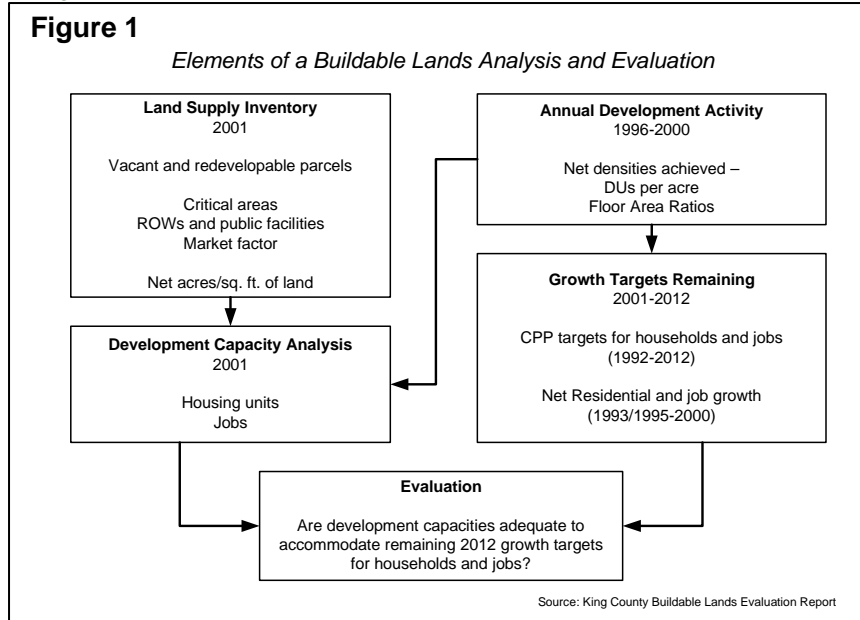 Figure 1
Elements of a Buildable Lands Analysis and Evaluation
Land Supply Inventory
2001
Vacant and redevelopable parcels
Critical areas
ROWs and public facilities
Market factor
Net acres/sq. ft. of land
Annual Development Activity
1996-2000
Net densities achieved –
DUs per acre
Floor Area Ratios
Development Capacity Analysis
2001
Housing units
Jobs
Growth Targets Remaining
2001-2012
CPP targets for households and jobs
(1992-2012)
Net Residential and job growth
(1993/1995-2000)
Evaluation
Are development capacities adequate to
accommodate remaining 2012 growth targets
for households and jobs?
Source: King County Buildable Lands Evaluation Report